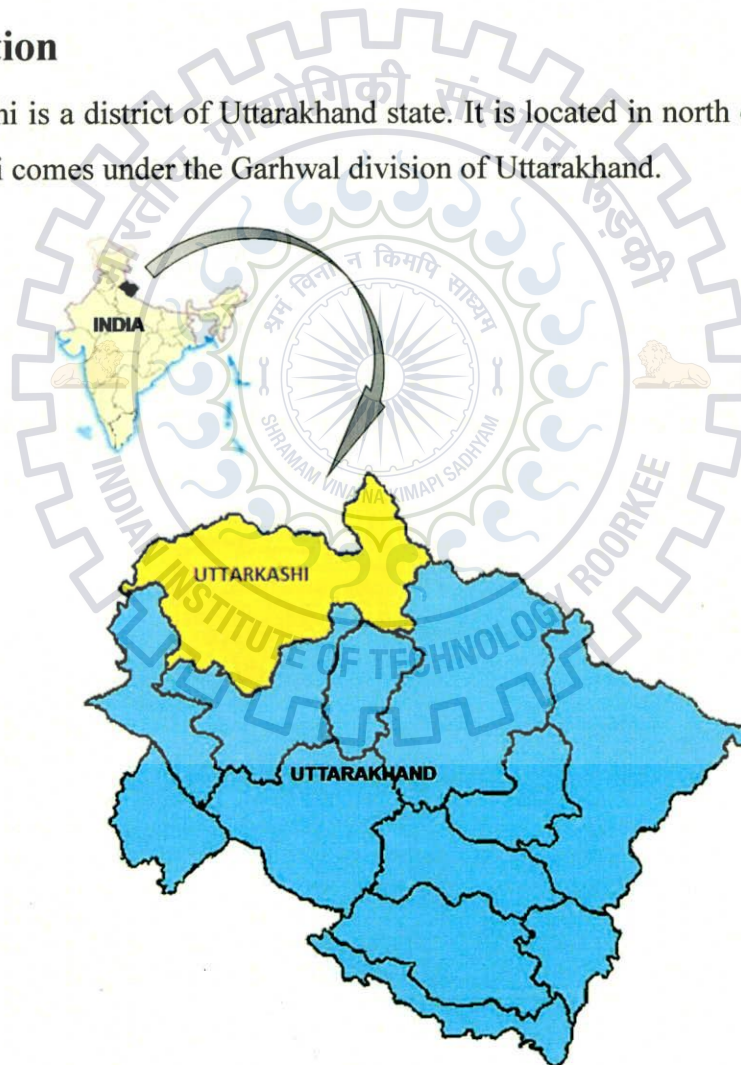 tion
hi is a district of Uttarakhand state. It is located in north
i comes under the Garhwal division of Uttarakhand.
भारतीय प्रौद्योगिकी संस्थान रुड़की
श्रमं विना न किमपि साध्यम्
INDIA
SHRAMAM VINA NA KIMAPI SADHYAM
INDIAN INSTITUTE OF TECHNOLOGY ROORKEE
UTTARKASHI
UTTARAKHAND